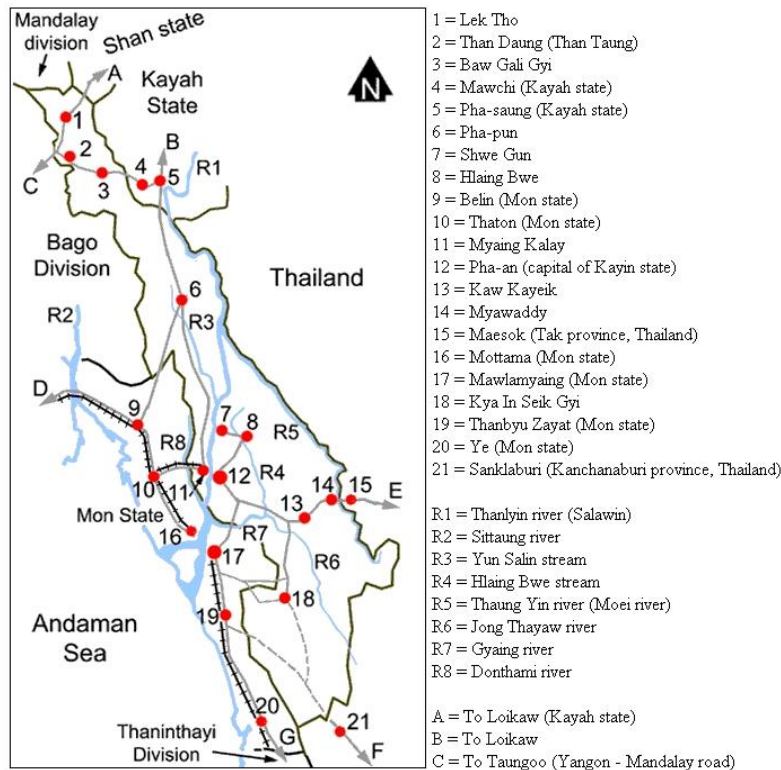 Mandalay
division
Shan state
A
Kayah
State
N
1
2
B
R1
C
3
4
5
Bago
Division
Thailand
6
R2
R3
D
9
7
8
R5
R8
R4
10
11
12
14
15
13
E
Mon State
16
R7
17
R6
18
19
Andaman
Sea
20
21
Thaninthayi
Division
G
F
1 = Lek Tho
2 = Than Daung (Than Taung)
3 = Baw Gali Gyi
4 = Mawchi (Kayah state)
5 = Pha-saung (Kayah state)
6 = Pha-pun
7 = Shwe Gun
8 = Hlaing Bwe
9 = Belin (Mon state)
10 = Thaton (Mon state)
11 = Myaing Kalay
12 = Pha-an (capital of Kayin state)
13 = Kaw Kayeik
14 = Myawaddy
15 = Maesok (Tak province, Thailand)
16 = Mottama (Mon state)
17 = Mawlamyaing (Mon state)
18 = Kya In Seik Gyi
19 = Thanbyu Zayat (Mon state)
20 = Ye (Mon state)
21 = Sanklaburi (Kanchanaburi province, Thailand)
R1 = Thanlyin river (Salawin)
R2 = Sittaung river
R3 = Yun Salin stream
R4 = Hlaing Bwe stream
R5 = Thaung Yin river (Moei river)
R6 = Jong Thayaw river
R7 = Gyaing river
R8 = Donthami river
A = To Loikaw (Kayah state)
B = To Loikaw
C = To Taungoo (Yangon - Mandalay road)